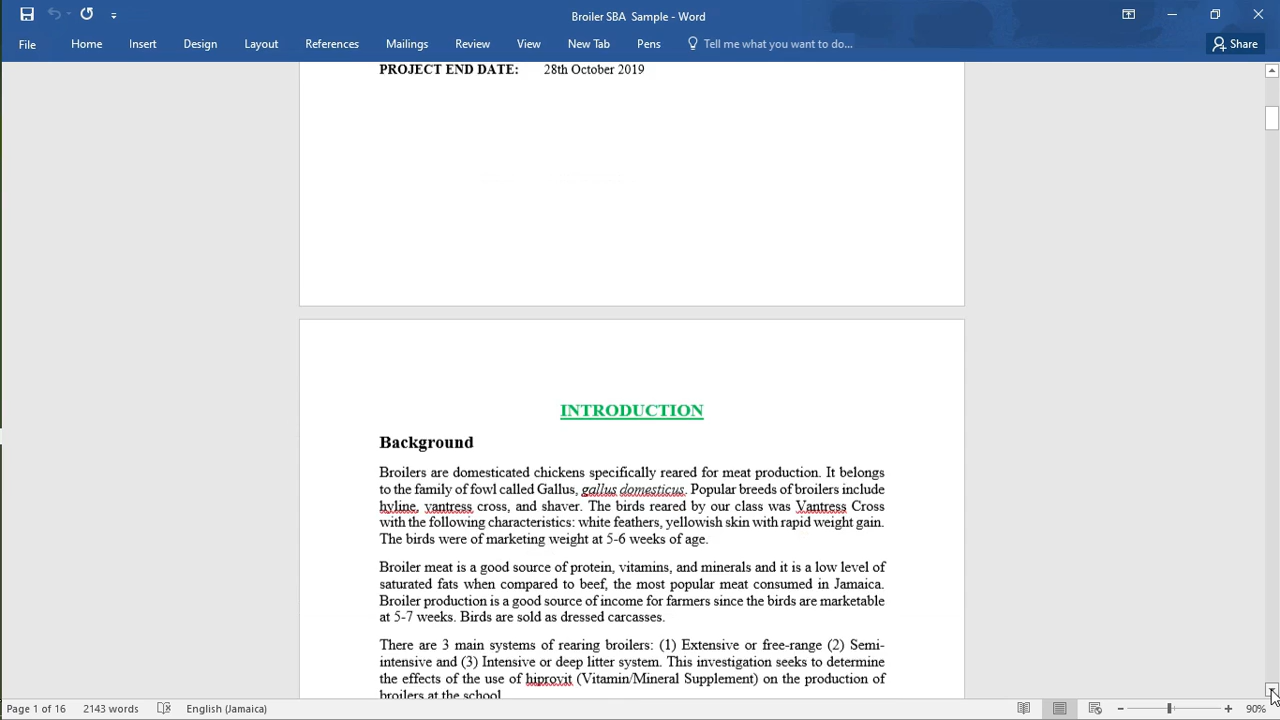 Broiler SBA Sample - Word
File Home Insert Design Layout References Mailings Review View New Tab Pens Tell me what you want to do... Share
PROJECT END DATE: 28th October 2019
INTRODUCTION
Background
Broilers are domesticated chickens specifically reared for meat production. It belongs
to the family of fowl called Gallus, gallus domesticus. Popular breeds of broilers include
hyline, vantress cross, and shaver. The birds reared by our class was Vantress Cross
with the following characteristics: white feathers, yellowish skin with rapid weight gain.
The birds were of marketing weight at 5-6 weeks of age.
Broiler meat is a good source of protein, vitamins, and minerals and it is a low level of
saturated fats when compared to beef, the most popular meat consumed in Jamaica.
Broiler production is a good source of income for farmers since the birds are marketable
at 5-7 weeks. Birds are sold as dressed carcasses.
There are 3 main systems of rearing broilers: (1) Extensive or free-range (2) Semi-
intensive and (3) Intensive or deep litter system. This investigation seeks to determine
the effects of the use of hiprovit (Vitamin/Mineral Supplement) on the production of
broilers at the school.
Page 1 of 16 2143 words English (Jamaica) 90%